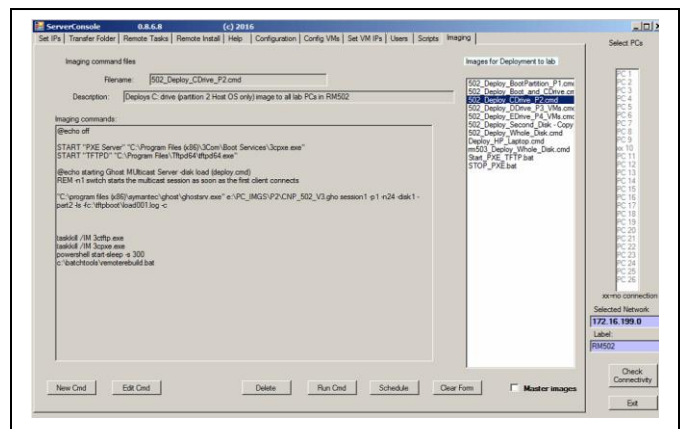 ServerConsole 0.8.6.8 (c) 2016
Set IPs Transfer Folder Remote Tasks Remote Install Help Configuration Config VMs Set VM IPs Users Scripts Imaging
Select PCs
Imaging command files
Images for Deployment to lab
Filename: 502_Deploy_CDrive_P2.cmd
Description: Deploys C: drive (partition 2 Host OS only) image to all lab PCs in RM502
Imaging commands:
@echo off
START "PXE Server" "C:\Program Files (x86)\3Com\Boot Services\3cpxe.exe"
START "TFTPD" "C:\Program Files\Tftpd64\tftpd64.exe"
@echo starting Ghost MUlticast Server -disk load (deploy.cmd)
REM -n1 switch starts the multicast session as soon as the first client connects
"C:\program files (x86)\symantec\ghost\ghostsrv.exe" e:\PC_IMGS\P2\CNP_502_V3.gho session1 -p1 -n24 -disk1 -
part2 -ls -fc:\tftpboot\load001.log -c
taskkill /IM 3ctftp.exe
taskkill /IM 3cpxe.exe
powershell start-sleep -s 300
c:\batchtools\remoterebuild.bat
502_Deploy_BootPartition_P1.cmd
502_Deploy_Boot_and_CDrive.cm
502_Deploy_CDrive_P2.cmd
502_Deploy_DDrive_P3_VMs.cmc
502_Deploy_EDrive_P4_VMs.cmc
502_Deploy_Second_Disk - Copy
502_Deploy_Whole_Disk.cmd
Deploy_HP_Laptop.cmd
rm503_Deploy_Whole_Disk.cmd
Start_PXE_TFTP.bat
STOP_PXE.bat
PC 1
PC 2
PC 3
PC 4
PC 5
PC 6
PC 7
PC 8
PC 9
xx 10
PC 11
PC 12
PC 13
PC 14
PC 15
PC 16
PC 17
PC 18
PC 19
PC 20
PC 21
PC 22
PC 23
PC 24
PC 25
PC 26
xx=no connection
Selected Network
172.16.199.0
Label:
RM502
Check
Connectivity
New Cmd Edit Cmd Delete Run Cmd Schedule Clear Form Master images
Exit